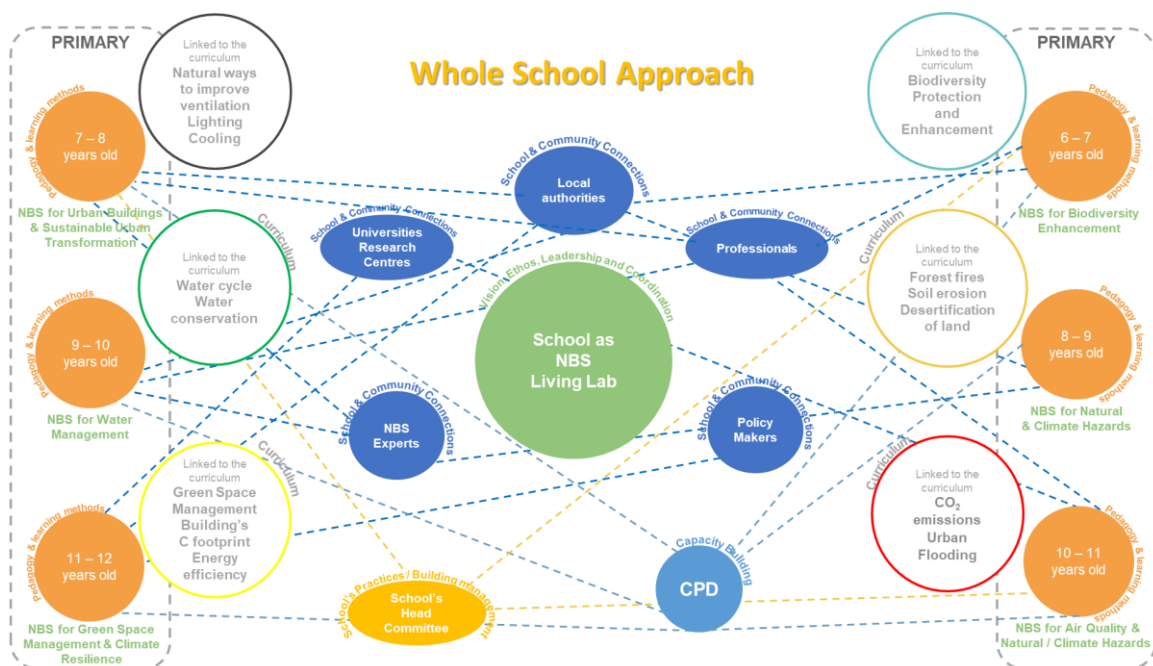 Whole School Approach
PRIMARY
Pedagogy & learning methods
7 – 8
years old
NBS for Urban Buildings
& Sustainable Urban
Transformation
Linked to the
curriculum
Natural ways
to improve
ventilation
Lighting
Cooling
Pedagogy & learning methods
9 – 10
years old
NBS for Water
Management
Curriculum
Linked to the
curriculum
Water cycle
Water
conservation
Pedagogy & learning methods
11 – 12
years old
NBS for Green Space
Management & Climate
Resilience
Curriculum
Linked to the
curriculum
Green Space
Management
Building's
C footprint
Energy
efficiency
School & Community Connections
Local
authorities
School & Community Connections
Universities
Research
Centres
School & Community Connections
Professionals
Vision, Ethos, Leadership and Coordination
School as
NBS
Living Lab
School & Community Connections
NBS
Experts
School & Community Connections
Policy
Makers
School's Practices / Building management
School's
Head
Committee
Capacity Building
CPD
PRIMARY
Linked to the
curriculum
Biodiversity
Protection
and
Enhancement
Pedagogy & learning methods
6 – 7
years old
NBS for Biodiversity
Enhancement
Curriculum
Linked to the
curriculum
Forest fires
Soil erosion
Desertification
of land
Pedagogy & learning methods
8 – 9
years old
NBS for Natural
& Climate Hazards
Curriculum
Linked to the
curriculum
CO₂
emissions
Urban
Flooding
Pedagogy & learning methods
10 – 11
years old
NBS for Air Quality &
Natural / Climate Hazards